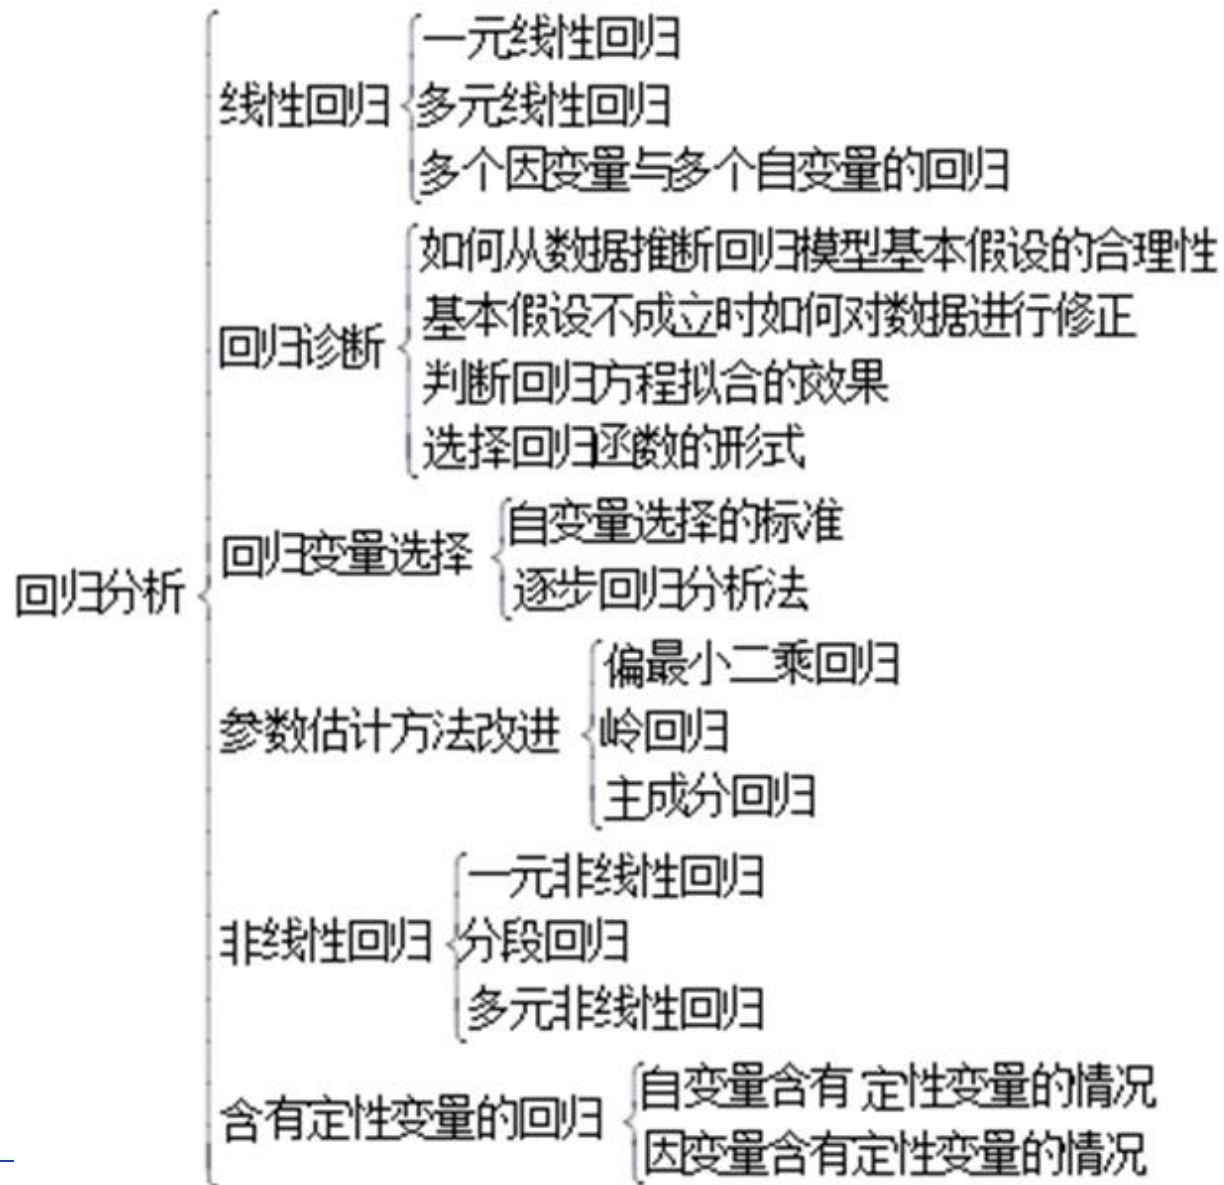 回归分析
线性回归
一元线性回归
多元线性回归
多个因变量与多个自变量的回归
回归诊断
如何从数据推断回归模型基本假设的合理性
基本假设不成立时如何对数据进行修正
判断回归方程拟合的效果
选择回归函数的形式
回归变量选择
自变量选择的标准
逐步回归分析法
参数估计方法改进
偏最小二乘回归
岭回归
主成分回归
非线性回归
一元非线性回归
分段回归
多元非线性回归
含有定性变量的回归
自变量含有 定性变量的情况
因变量含有定性变量的情况